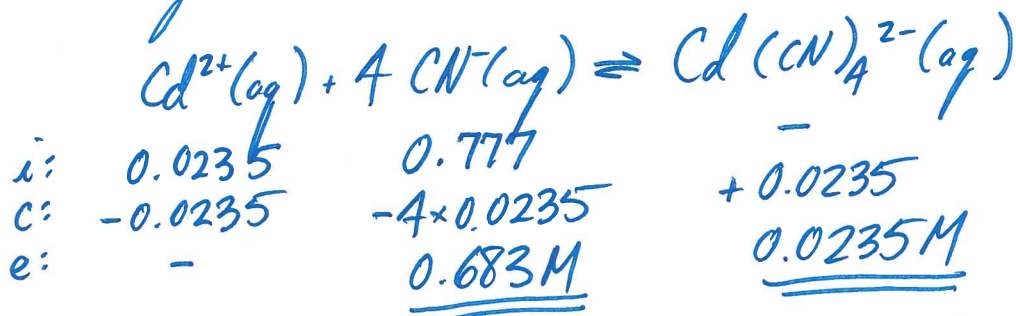 Cd²⁺(aq) + 4 CN⁻(aq) ⇌ Cd(CN)₄²⁻(aq)
i: 0.0235 0.777 –
c: -0.0235 -4×0.0235 +0.0235
e: – 0.683M 0.0235M